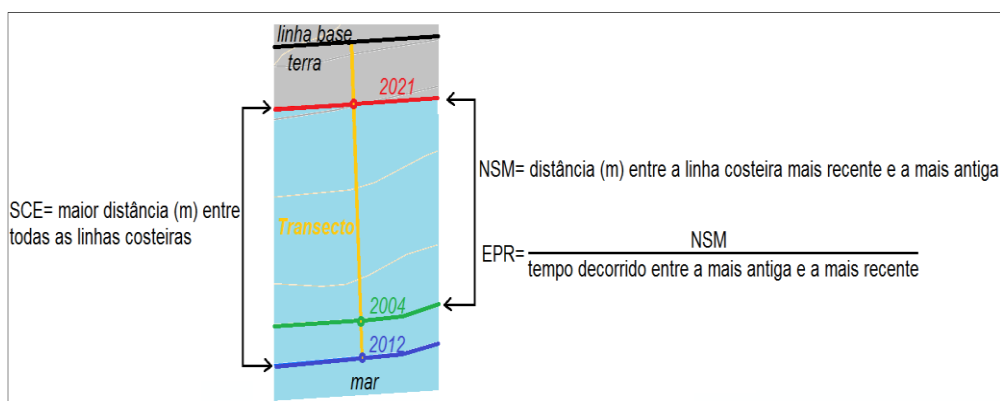 linha base
terra
2021
NSM= distância (m) entre a linha costeira mais recente e a mais antiga
SCE= maior distância (m) entre
todas as linhas costeiras
Transecto
EPR= NSM
tempo decorrido entre a mais antiga e a mais recente
2004
2012
mar